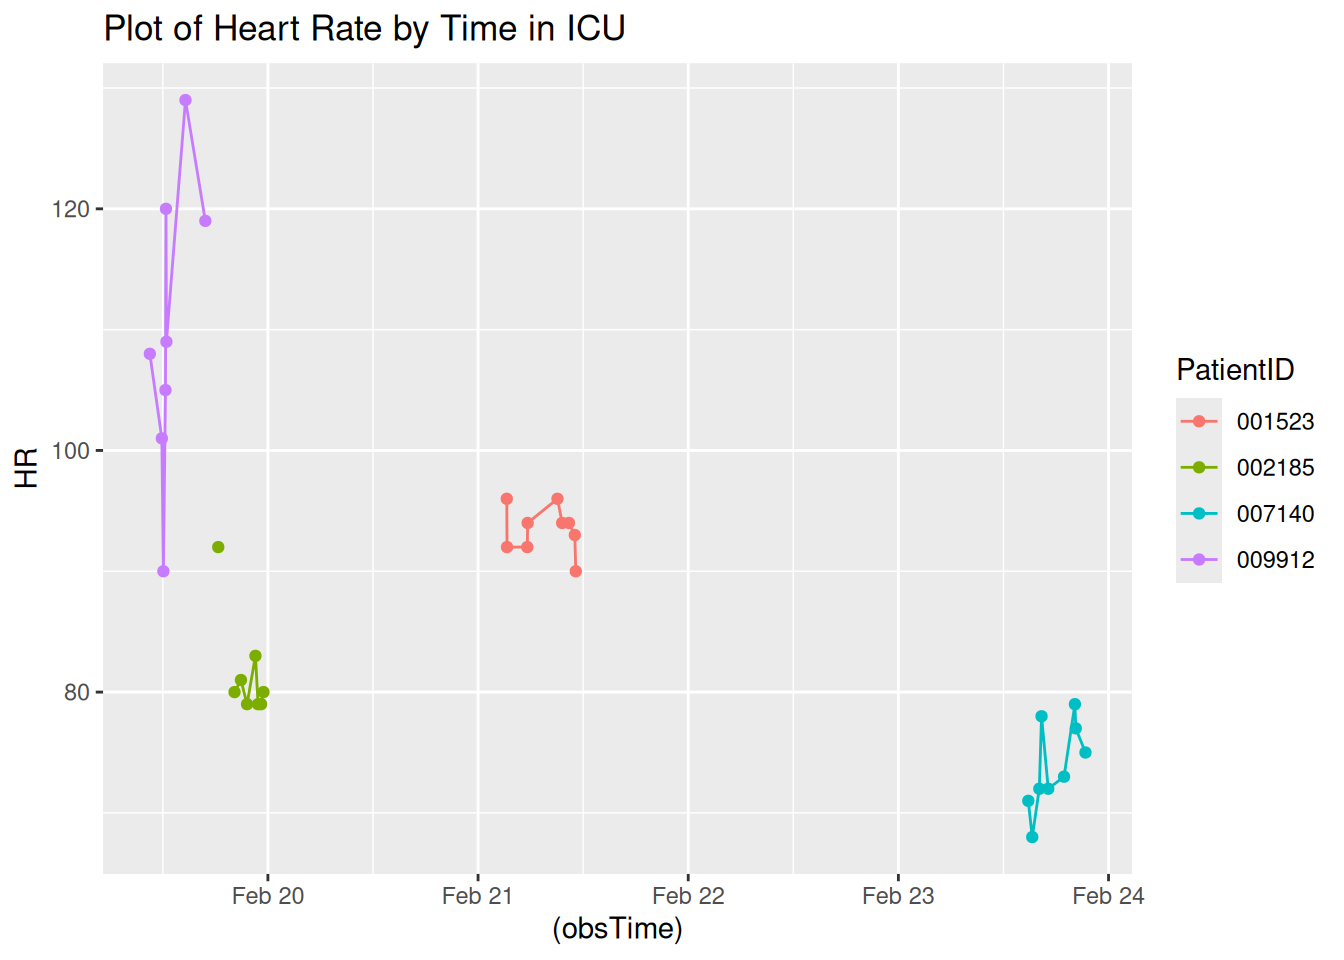 Plot of Heart Rate by Time in ICU
HR
120
100
80
Feb 20
Feb 21
Feb 22
Feb 23
Feb 24
(obsTime)
PatientID
001523
002185
007140
009912